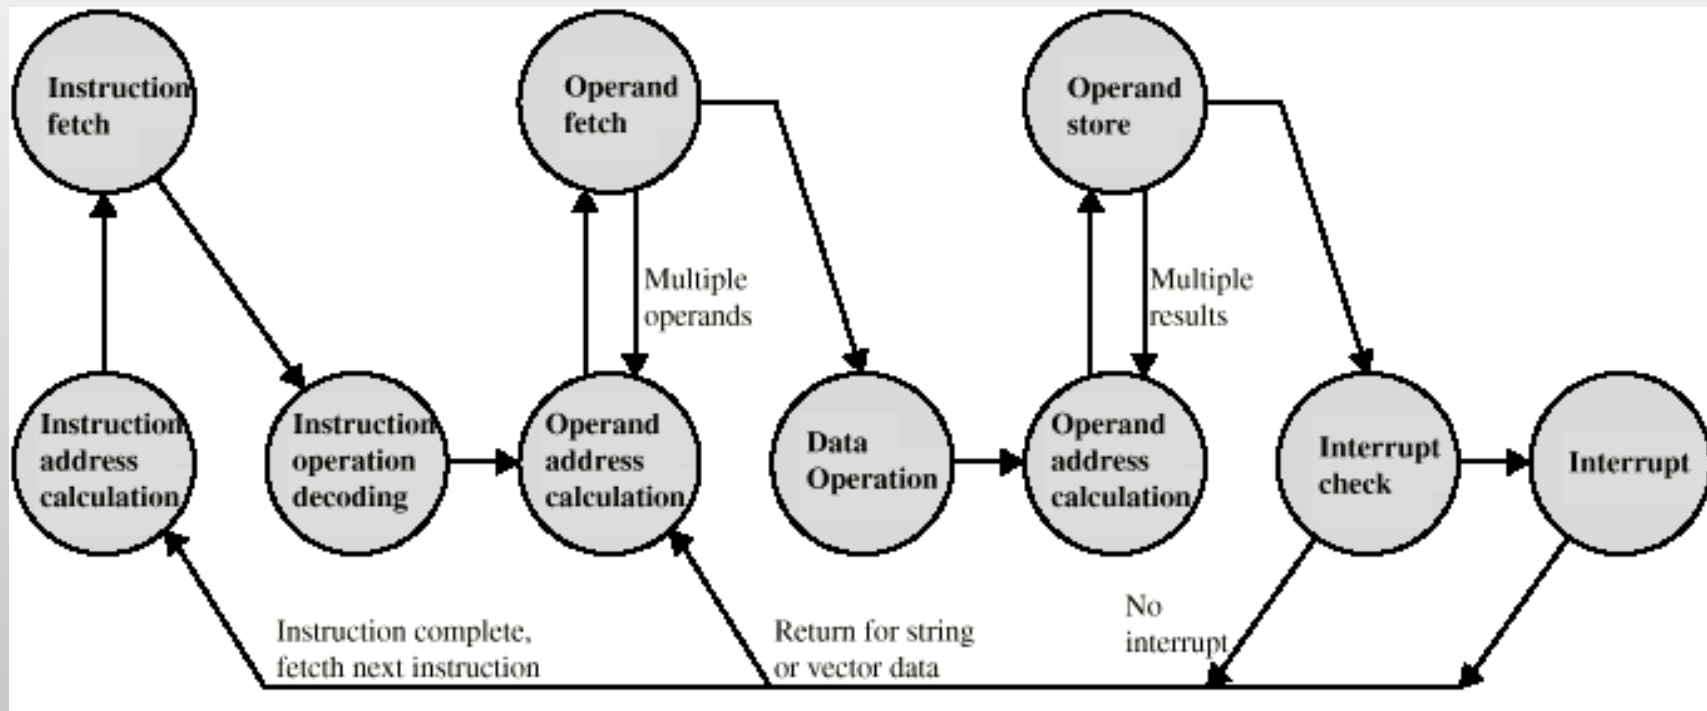 Instruction
fetch
Operand
fetch
Operand
store
Multiple
operands
Multiple
results
Instruction
address
calculation
Instruction
operation
decoding
Operand
address
calculation
Data
Operation
Operand
address
calculation
Interrupt
check
Interrupt
Instruction complete,
fetcth next instruction
Return for string
or vector data
No
interrupt